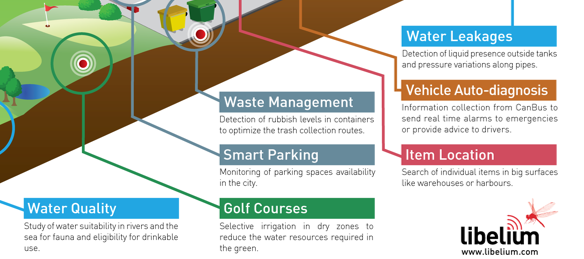 Water Leakages
Detection of liquid presence outside tanks
and pressure variations along pipes.
Vehicle Auto-diagnosis
Information collection from CanBus to
send real time alarms to emergencies
or provide advice to drivers.
Item Location
Search of individual items in big surfaces
like warehouses or harbours.
Waste Management
Detection of rubbish levels in containers
to optimize the trash collection routes.
Smart Parking
Monitoring of parking spaces availability
in the city.
Golf Courses
Selective irrigation in dry zones to
reduce the water resources required in
the green.
Water Quality
Study of water suitability in rivers and the
sea for fauna and eligibility for drinkable
use.
libelium
www.libelium.com